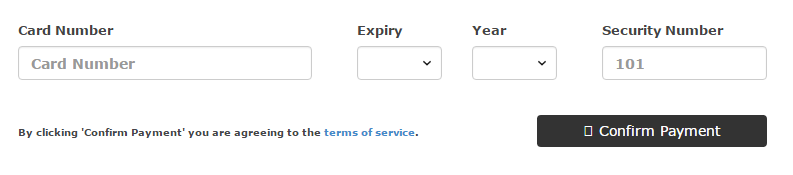 Card Number Expiry Year Security Number
Card Number 101
By clicking 'Confirm Payment' you are agreeing to the terms of service. Confirm Payment